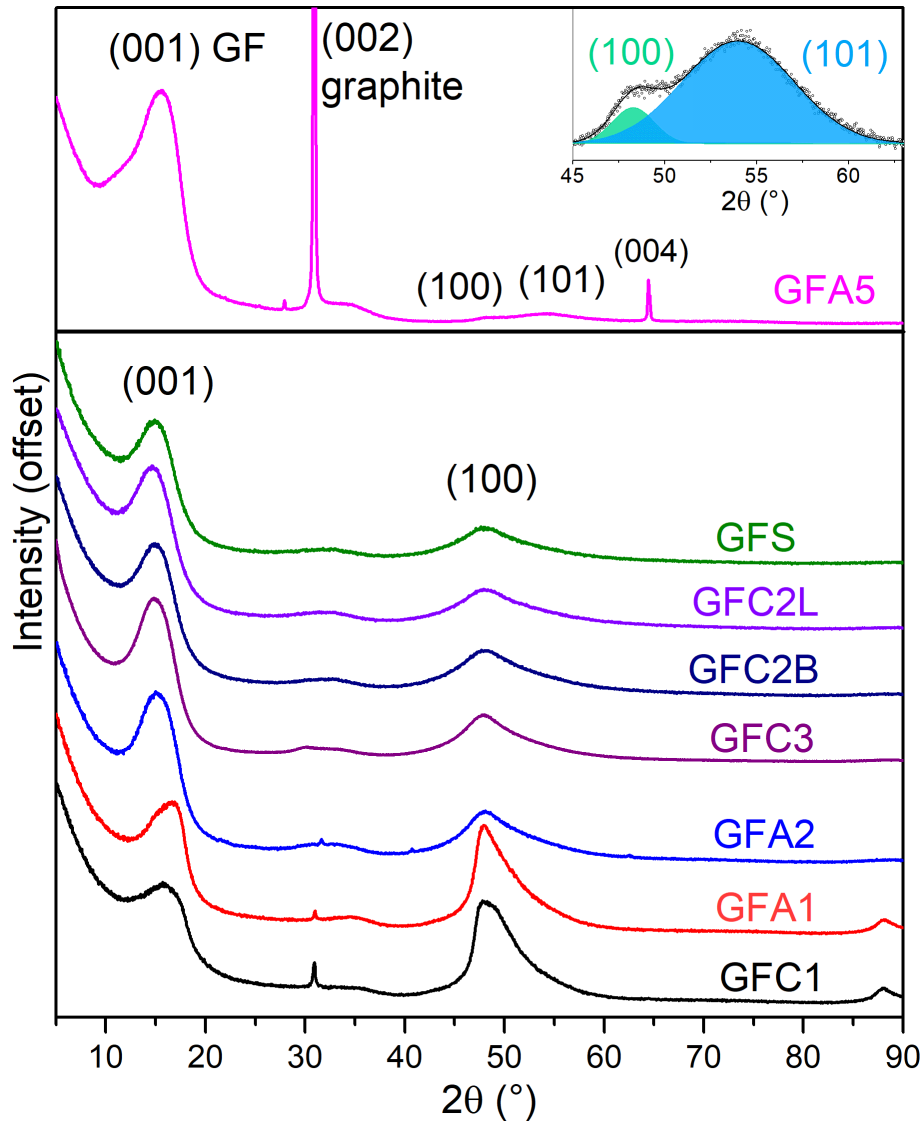 (001) GF
(002)
graphite
(100)
(101)
45 50 55 60
2θ (°)
(100)
(101)
(004)
GFA5
Intensity (offset)
(001)
(100)
GFS
GFC2L
GFC2B
GFC3
GFA2
GFA1
GFC1
10 20 30 40 50 60 70 80 90
2θ (°)